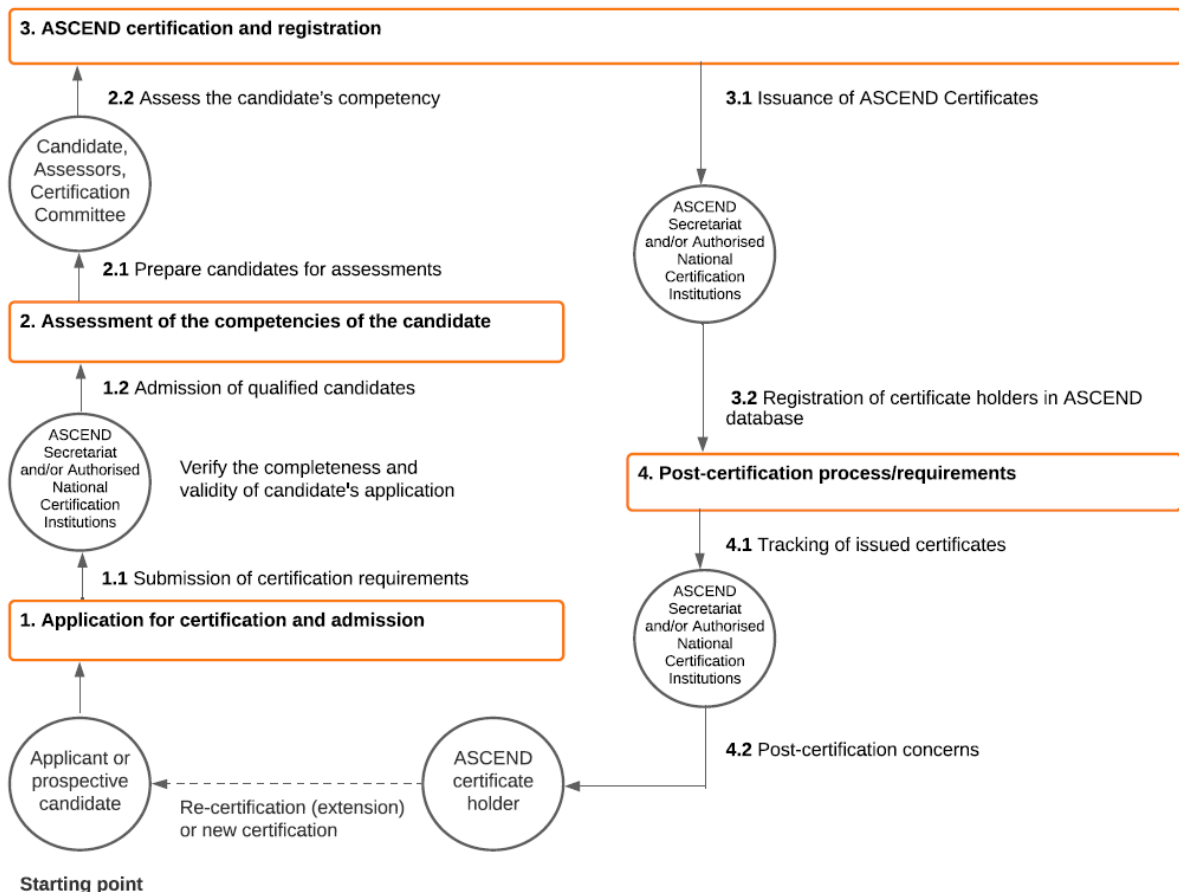 3. ASCEND certification and registration
2.2 Assess the candidate's competency
3.1 Issuance of ASCEND Certificates
Candidate,
Assessors,
Certification
Committee
ASCEND
Secretariat
and/or Authorised
National
Certification
Institutions
2.1 Prepare candidates for assessments
2. Assessment of the competencies of the candidate
1.2 Admission of qualified candidates
3.2 Registration of certificate holders in ASCEND
database
ASCEND
Secretariat
and/or Authorised
National
Certification
Institutions
Verify the completeness and
validity of candidate's application
4. Post-certification process/requirements
4.1 Tracking of issued certificates
1.1 Submission of certification requirements
1. Application for certification and admission
ASCEND
Secretariat
and/or Authorised
National
Certification
Institutions
4.2 Post-certification concerns
Applicant or
prospective
candidate
ASCEND
certificate
holder
Re-certification (extension)
or new certification
Starting point